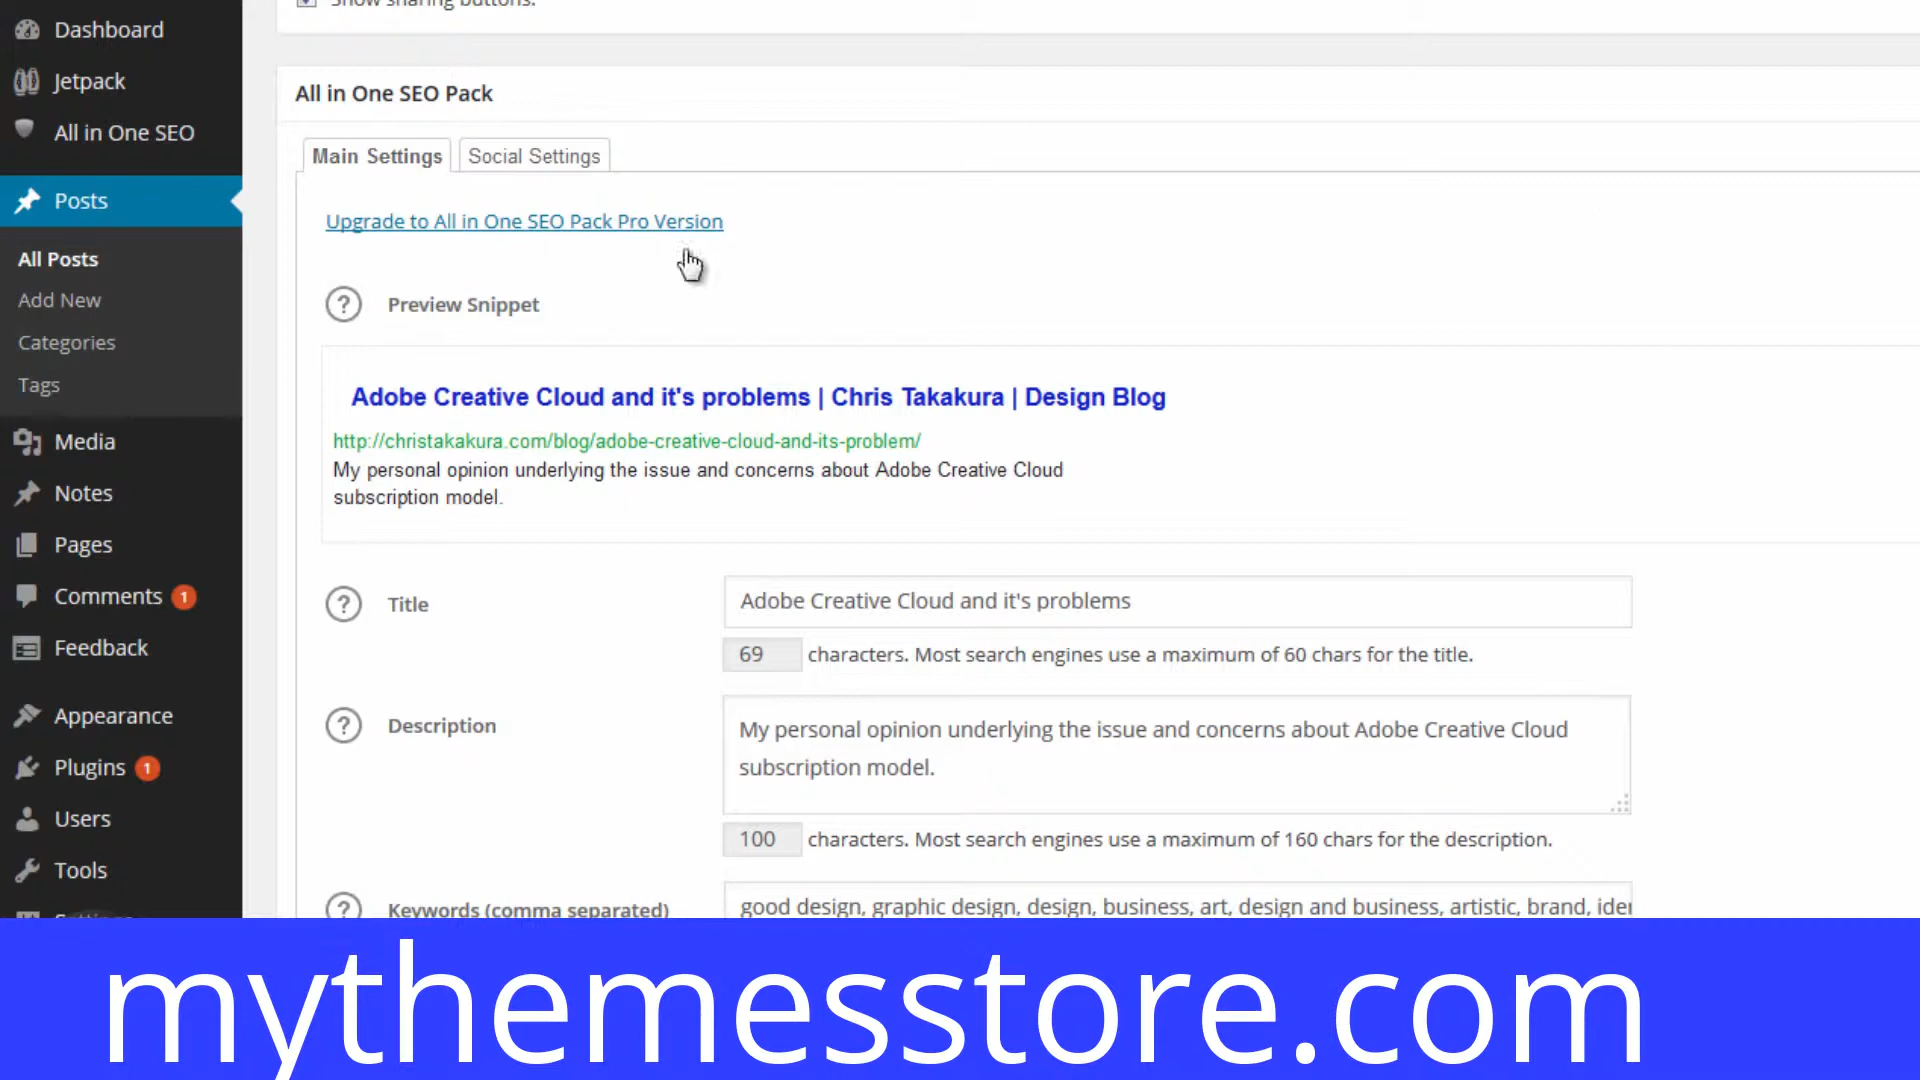 Show sharing buttons.
Dashboard
Jetpack
All in One SEO
Posts
All Posts
Add New
Categories
Tags
Media
Notes
Pages
Comments 1
Feedback
Appearance
Plugins 1
Users
Tools
All in One SEO Pack
Main Settings Social Settings
Upgrade to All in One SEO Pack Pro Version
? Preview Snippet
Adobe Creative Cloud and it's problems | Chris Takakura | Design Blog
http://christakakura.com/blog/adobe-creative-cloud-and-its-problem/
My personal opinion underlying the issue and concerns about Adobe Creative Cloud
subscription model.
? Title Adobe Creative Cloud and it's problems
69 characters. Most search engines use a maximum of 60 chars for the title.
? Description My personal opinion underlying the issue and concerns about Adobe Creative Cloud
subscription model.
100 characters. Most search engines use a maximum of 160 chars for the description.
? Keywords (comma separated) good design, graphic design, design, business, art, design and business, artistic, brand,
mythemesstore.com